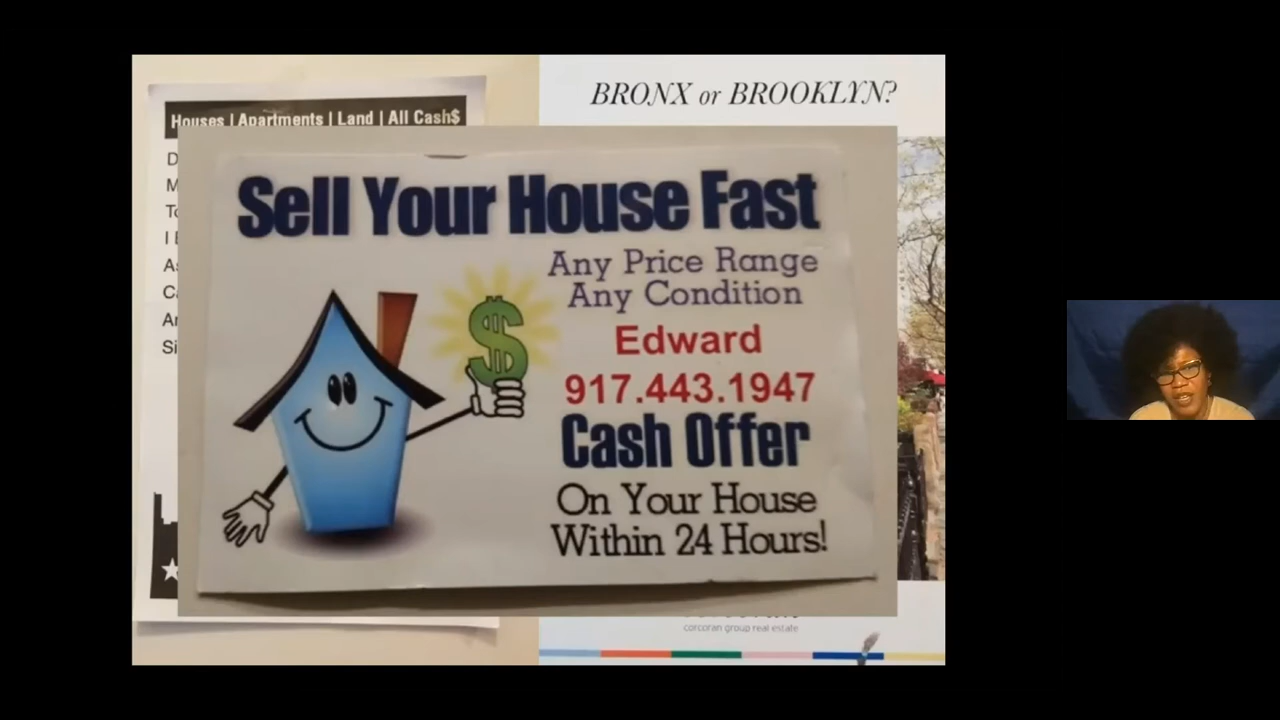 Houses | Apartments | Land | All Cash$
BRONX or BROOKLYN?
Sell Your House Fast
Any Price Range
Any Condition
Edward
917.443.1947
Cash Offer
On Your House
Within 24 Hours!
corcoran group real estate